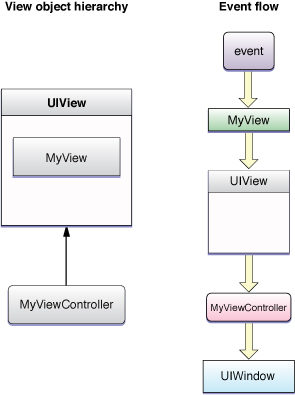 View object hierarchy
UIView
MyView
MyViewController
Event flow
event
MyView
UIView
MyViewController
UIWindow